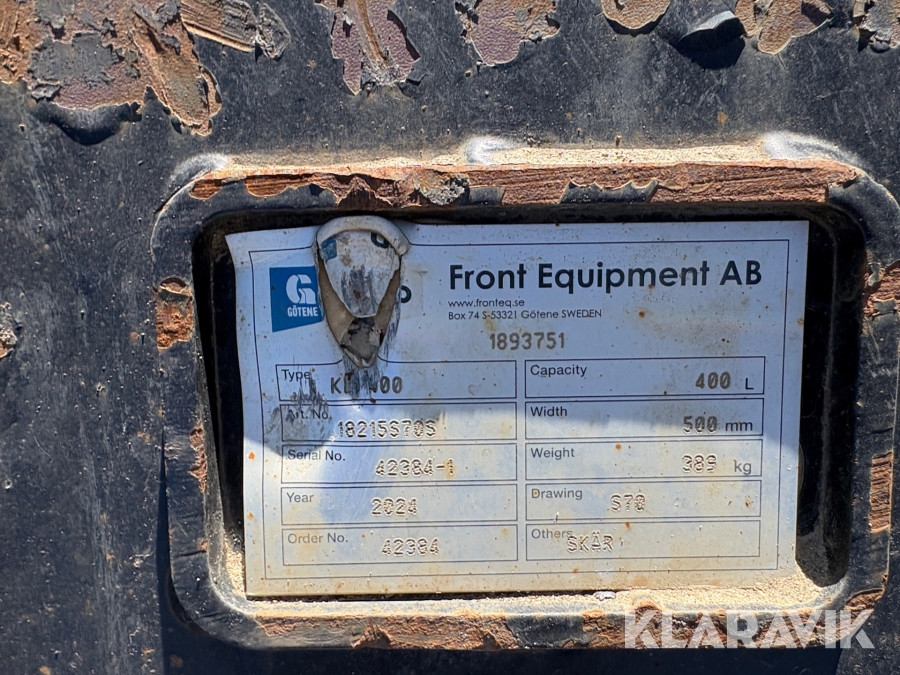 G
GÖTENE
Front Equipment AB
www.fronteq.se
Box 74 S-53321 Götene SWEDEN
1893751
Type
Capacity 400 L
Art. No. 18215S70S
Width 500 mm
Serial No. 42384-1
Weight 389 kg
Year 2024
Drawing S70
Order No. 42384
Others SKÄR
KLARAVIK